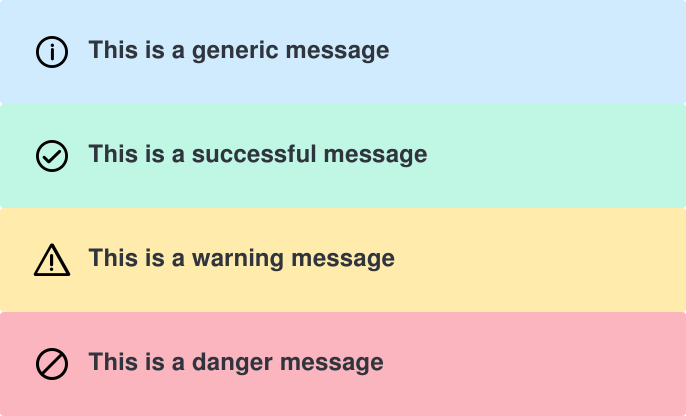 This is a generic message
This is a successful message
This is a warning message
This is a danger message